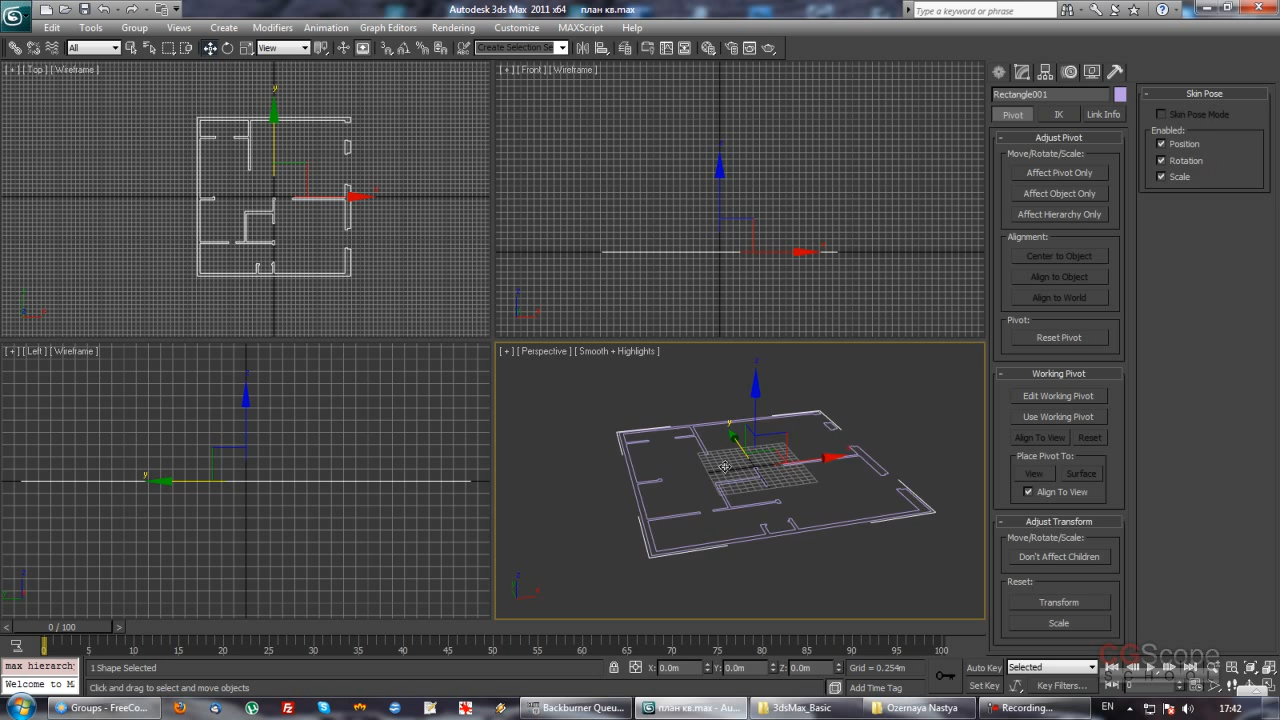 Autodesk 3ds Max 2011 x64    план кв.max
Type a keyword or phrase
Edit Tools Group Views Create Modifiers Animation Graph Editors Rendering Customize MAXScript Help
All View Create Selection Se
[ + ] [ Top ] [ Wireframe ]
[ + ] [ Front ] [ Wireframe ]
[ + ] [ Left ] [ Wireframe ]
[ + ] [ Perspective ] [ Smooth + Highlights ]
Rectangle001
Pivot IK Link Info
- Adjust Pivot
Move/Rotate/Scale:
Affect Pivot Only
Affect Object Only
Affect Hierarchy Only
Alignment:
Center to Object
Align to Object
Align to World
Pivot:
Reset Pivot
- Working Pivot
Edit Working Pivot
Use Working Pivot
Align To View Reset
Place Pivot To:
View Surface
Align To View
- Adjust Transform
Move/Rotate/Scale:
Don't Affect Children
Reset:
Transform
Scale
- Skin Pose
Skin Pose Mode
Enabled:
Position
Rotation
Scale
< 0 / 100 >
0 5 10 15 20 25 30 35 40 45 50 55 60 65 70 75 80 85 90 95 100
max hierarch 1 Shape Selected X: 0.0m Y: 0.0m Z: 0.0m Grid = 0.254m Auto Key Selected
Welcome to M Click and drag to select and move objects Add Time Tag Set Key Key Filters... 0
CGScope
school
Groups - FreeCo... Backburner Queu... план кв.max - Au... 3dsMax_Basic Ozernaya Nastya Recording... EN 17:42